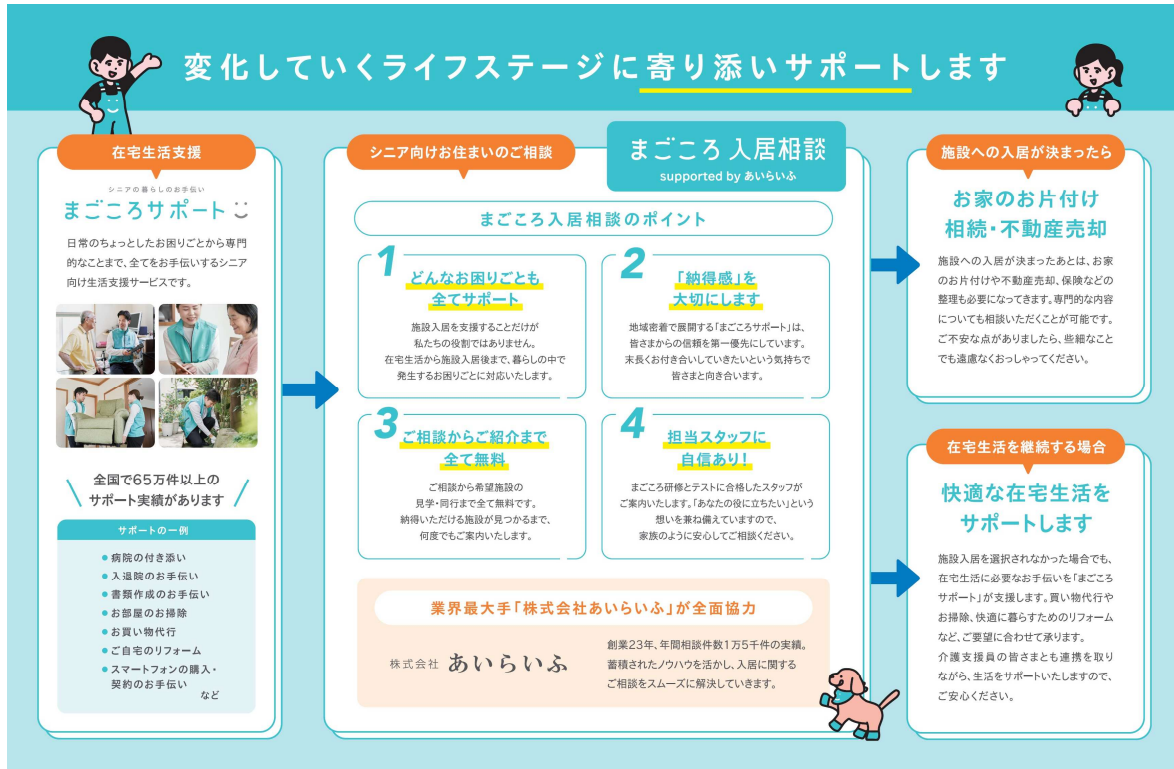 変化していくライフステージに寄り添いサポートします
在宅生活支援
シニアの暮らしのお手伝い
まごころサポート
日常のちょっとしたお困りごとから専門
的なことまで、全てをお手伝いするシニア
向け生活支援サービスです。
全国で65万件以上の
サポート実績があります
サポートの一例
病院の付き添い
入退院のお手伝い
書類作成のお手伝い
お部屋のお掃除
お買い物代行
ご自宅のリフォーム
スマートフォンの購入・
契約のお手伝い
など
シニア向けお住まいのご相談
まごころ入居相談
supported by あいらいふ
まごころ入居相談のポイント
1
どんなお困りごとも
全てサポート
施設入居を支援することだけが
私たちの役割ではありません。
在宅生活から施設入居後まで、暮らしの中で
発生するお困りごとに対応いたします。
2
「納得感」を
大切にします
地域密着で展開する「まごころサポート」は、
皆さまからの信頼を第一優先にしています。
末長くお付き合いしていきたいという気持ちで
皆さまと向き合います。
3
ご相談からご紹介まで
全て無料
ご相談から希望施設の
見学・同行まで全て無料です。
納得いただける施設が見つかるまで、
何度でもご案内いたします。
4
担当スタッフに
自信あり!
まごころ研修とテストに合格したスタッフが
ご案内いたします。「あなたの役に立ちたい」という
想いを兼ね備えていますので、
家族のように安心してご相談ください。
業界最大手「株式会社あいらいふ」が全面協力
株式会社 あいらいふ
創業23年、年間相談件数1万5千件の実績。
蓄積されたノウハウを活かし、入居に関する
ご相談をスムーズに解決していきます。
施設への入居が決まったら
お家のお片付け
相続・不動産売却
施設への入居が決まったあとは、お家
のお片付けや不動産売却、保険などの
整理も必要になってきます。専門的な内容
についても相談いただくことが可能です。
ご不安な点がありましたら、些細なこと
でも遠慮なくおっしゃってください。
在宅生活を継続する場合
快適な在宅生活を
サポートします
施設入居を選択されなかった場合でも、
在宅生活に必要なお手伝いを「まごころ
サポート」が支援します。買い物代行や
お掃除、快適に暮らすためのリフォーム
など、ご要望に合わせて承ります。
介護支援員の皆さまとも連携を取り
ながら、生活をサポートいたしますので、
ご安心ください。